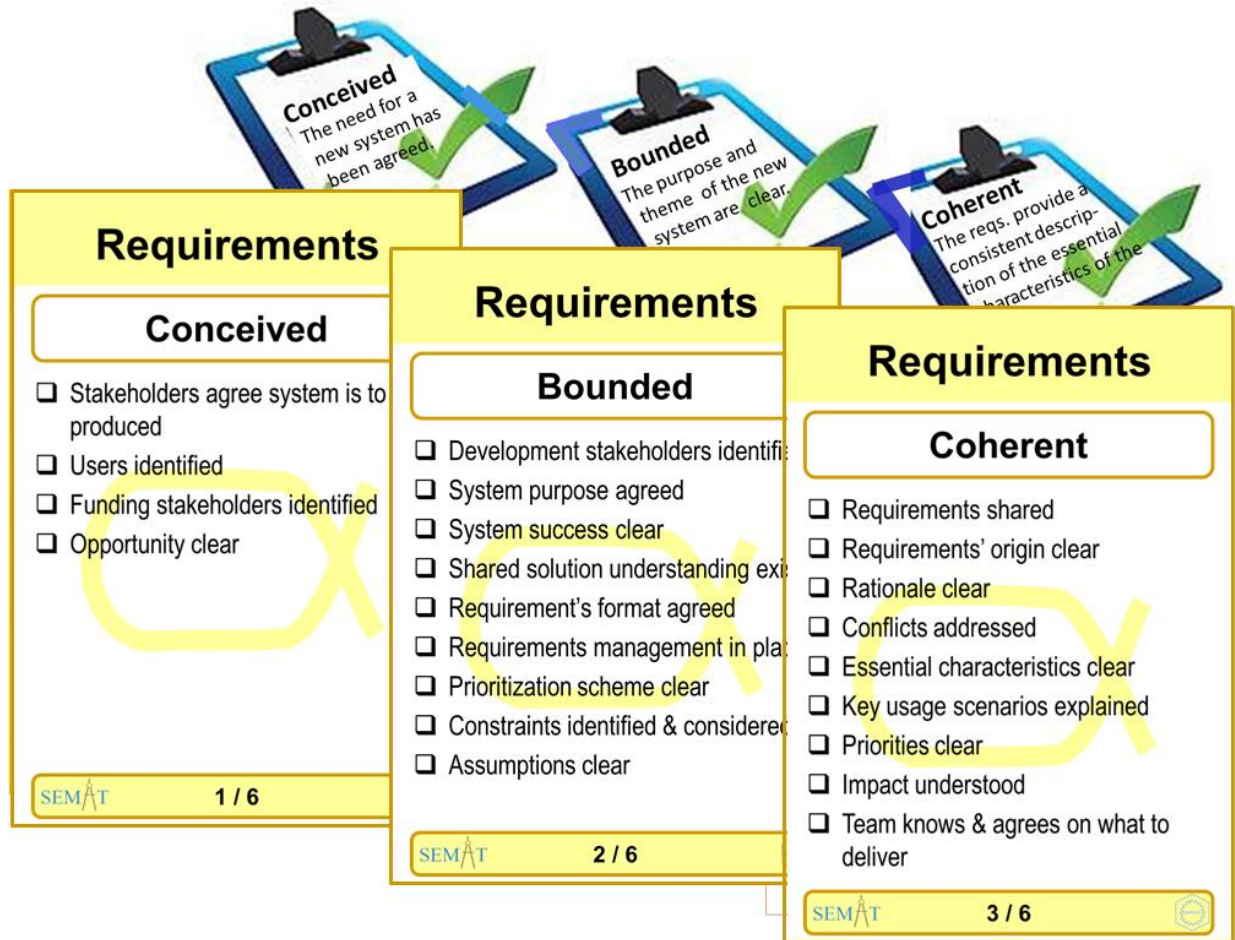 Conceived
The need for a
new system has
been agreed.
Bounded
The purpose and
theme of the new
system are clear.
Coherent
The reqs. provide a
consistent descrip-
tion of the essential
characteristics of the
Requirements
Conceived
❑ Stakeholders agree system is to
produced
❑ Users identified
❑ Funding stakeholders identified
❑ Opportunity clear
SEMAT 1 / 6
Requirements
Bounded
❑ Development stakeholders identifie
❑ System purpose agreed
❑ System success clear
❑ Shared solution understanding exi
❑ Requirement's format agreed
❑ Requirements management in pla
❑ Prioritization scheme clear
❑ Constraints identified & considered
❑ Assumptions clear
SEMAT 2 / 6
Requirements
Coherent
❑ Requirements shared
❑ Requirements' origin clear
❑ Rationale clear
❑ Conflicts addressed
❑ Essential characteristics clear
❑ Key usage scenarios explained
❑ Priorities clear
❑ Impact understood
❑ Team knows & agrees on what to
deliver
SEMAT 3 / 6